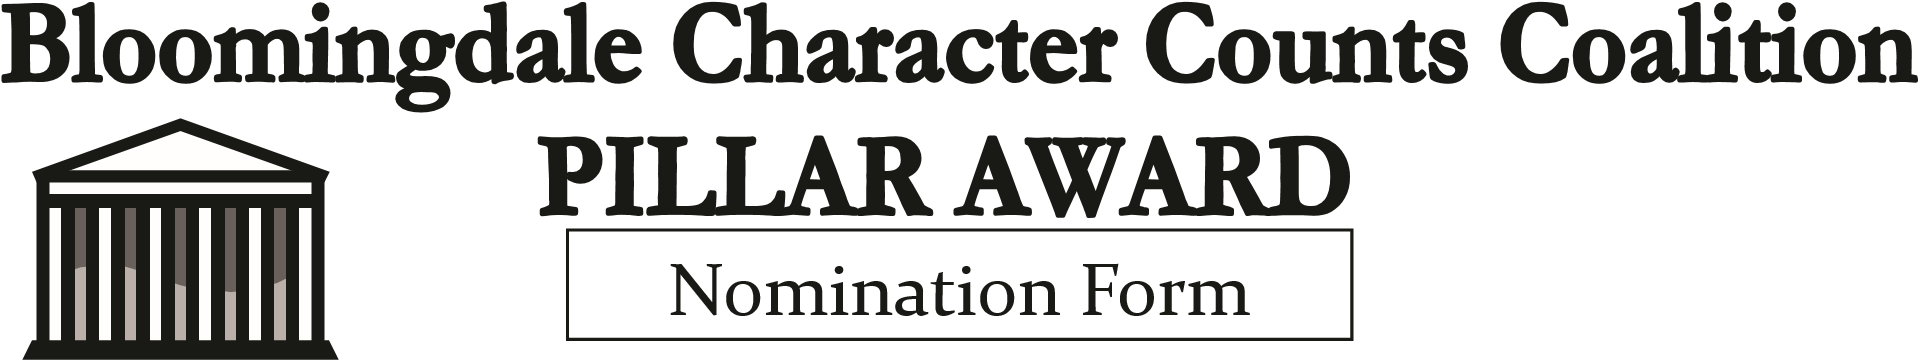 Bloomingdale Character Counts Coalition
PILLAR AWARD
Nomination Form